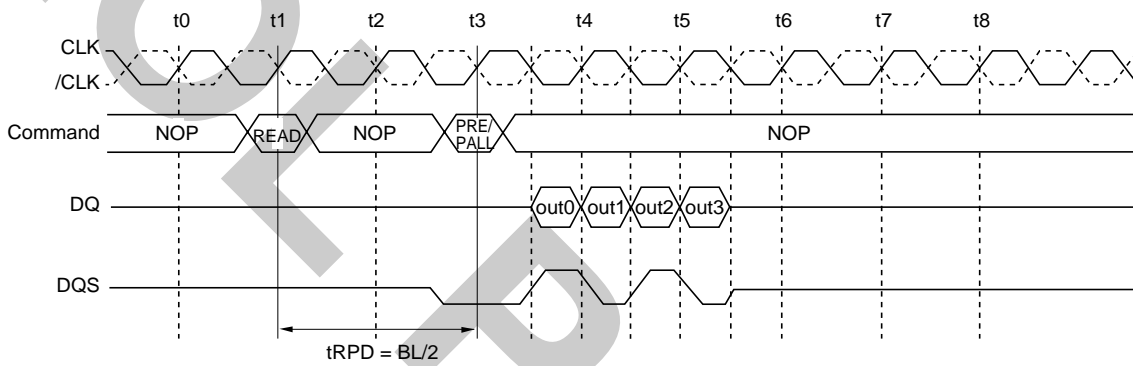 t0 t1 t2 t3 t4 t5 t6 t7 t8
CLK
/CLK
Command NOP READ NOP PRE/ PALL NOP
DQ out0 out1 out2 out3
DQS
tRPD = BL/2